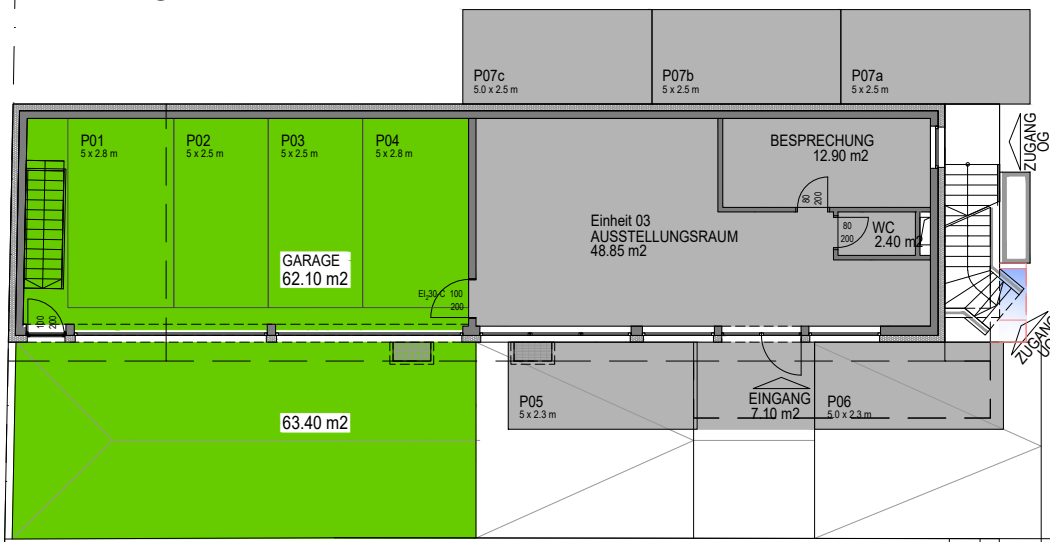 P07c
5.0 x 2.5 m
P07b
5 x 2.5 m
P07a
5 x 2.5 m
P01
5 x 2.8 m
P02
5 x 2.5 m
P03
5 x 2.5 m
P04
5 x 2.8 m
BESPRECHUNG
12.90 m2
ZUGANG
OG
80
200
Einheit 03
AUSSTELLUNGSRAUM
48.85 m2
80
200
WC
2.40 m2
GARAGE
62.10 m2
EI₂30-C 100
200
100
200
ZUGANG
UG
P05
5 x 2.3 m
EINGANG
7.10 m2
P06
5.0 x 2.3 m
63.40 m2